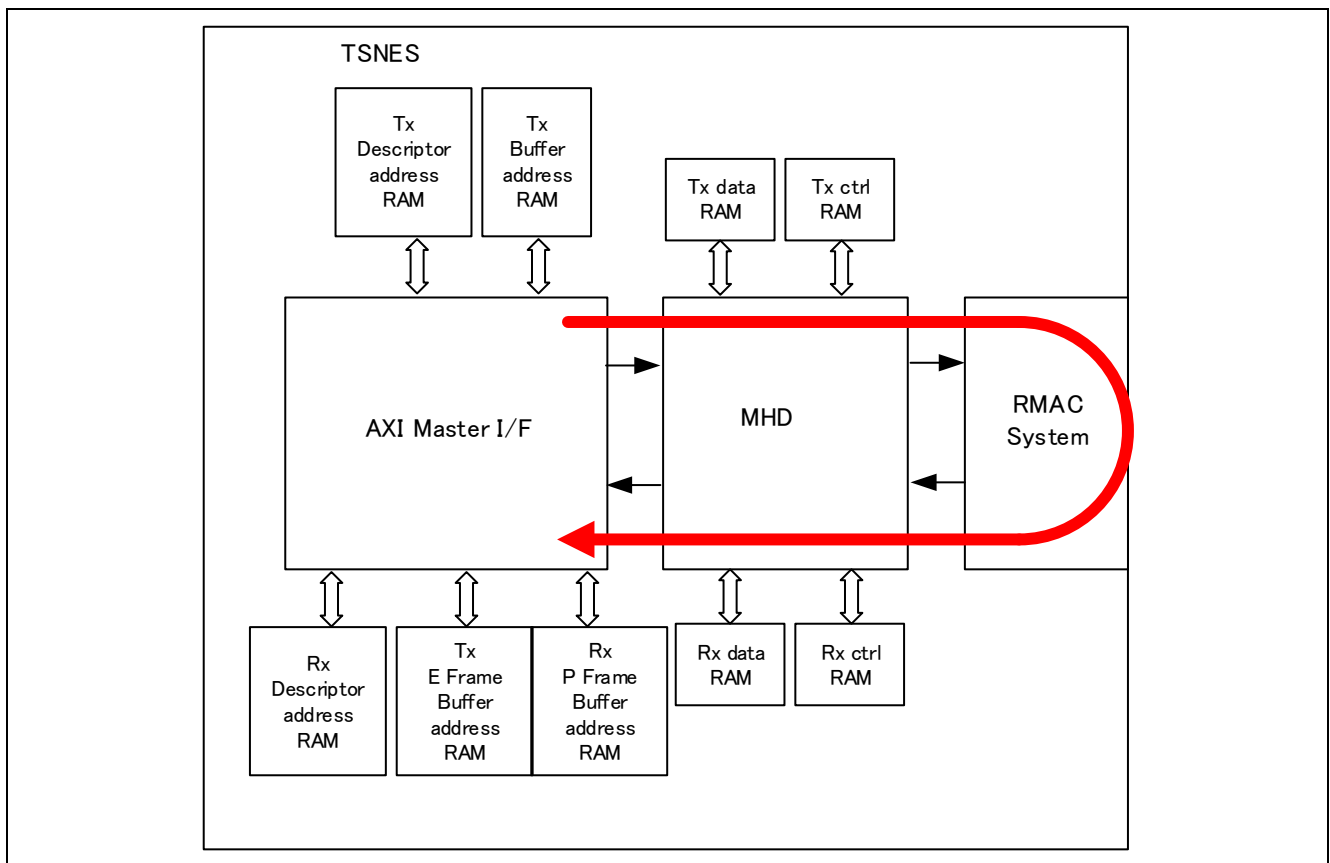 TSNES
Tx
Descriptor
address
RAM
Tx
Buffer
address
RAM
Tx data
RAM
Tx ctrl
RAM
AXI Master I/F
MHD
RMAC
System
Rx
Descriptor
address
RAM
Tx
E Frame
Buffer
address
RAM
Rx
P Frame
Buffer
address
RAM
Rx data
RAM
Rx ctrl
RAM